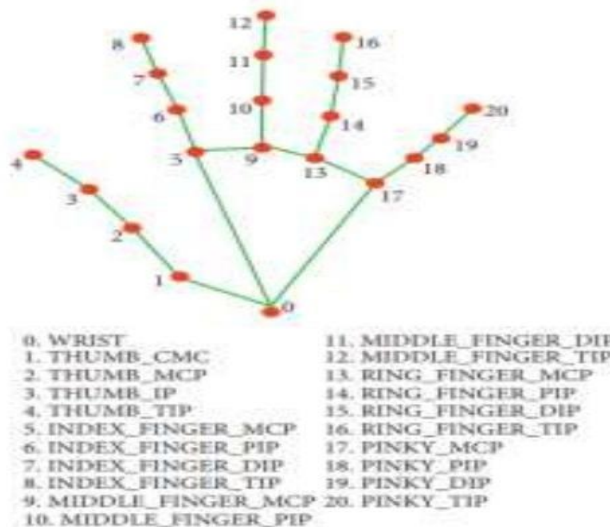 12
8
16
11
7
15
6
10
20
14
4
5
9
19
13
18
3
17
2
1
0
0. WRIST
1. THUMB_CMC
2. THUMB_MCP
3. THUMB_IP
4. THUMB_TIP
5. INDEX_FINGER_MCP
6. INDEX_FINGER_PIP
7. INDEX_FINGER_DIP
8. INDEX_FINGER_TIP
9. MIDDLE_FINGER_MCP
10. MIDDLE_FINGER_PIP
11. MIDDLE_FINGER_DIP
12. MIDDLE_FINGER_TIP
13. RING_FINGER_MCP
14. RING_FINGER_PIP
15. RING_FINGER_DIP
16. RING_FINGER_TIP
17. PINKY_MCP
18. PINKY_PIP
19. PINKY_DIP
20. PINKY_TIP